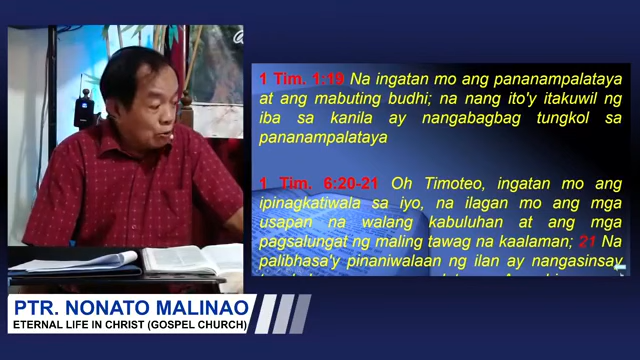 1 Tim. 1:19 Na ingatan mo ang pananampalataya
at ang mabuting budhi; na nang ito'y itakuwil ng
iba sa kanila ay nangabagbag tungkol sa
pananampalataya
1 Tim. 6:20-21 Oh Timoteo, ingatan mo ang
ipinagkatiwala sa iyo, na ilagan mo ang mga
usapan na walang kabuluhan at ang mga
pagsalungat ng maling tawag na kaalaman; 21 Na
palibhasa'y pinaniwalaan ng ilan ay nangasinsay
PTR. NONATO MALINAO
ETERNAL LIFE IN CHRIST (GOSPEL CHURCH)